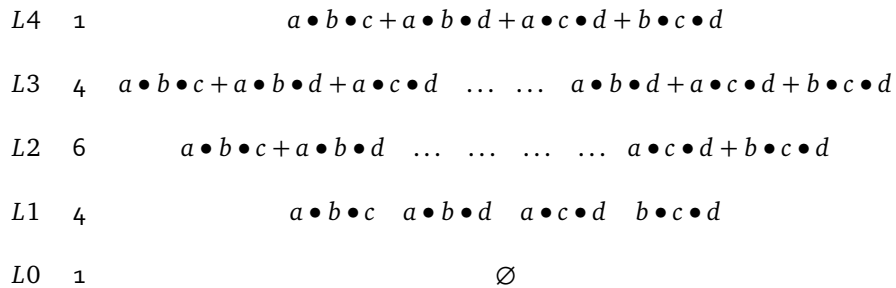 L4 1 a • b • c + a • b • d + a • c • d + b • c • d
L3 4 a • b • c + a • b • d + a • c • d ... ... a • b • d + a • c • d + b • c • d
L2 6 a • b • c + a • b • d ... ... ... ... a • c • d + b • c • d
L1 4 a • b • c a • b • d a • c • d b • c • d
L0 1 ∅